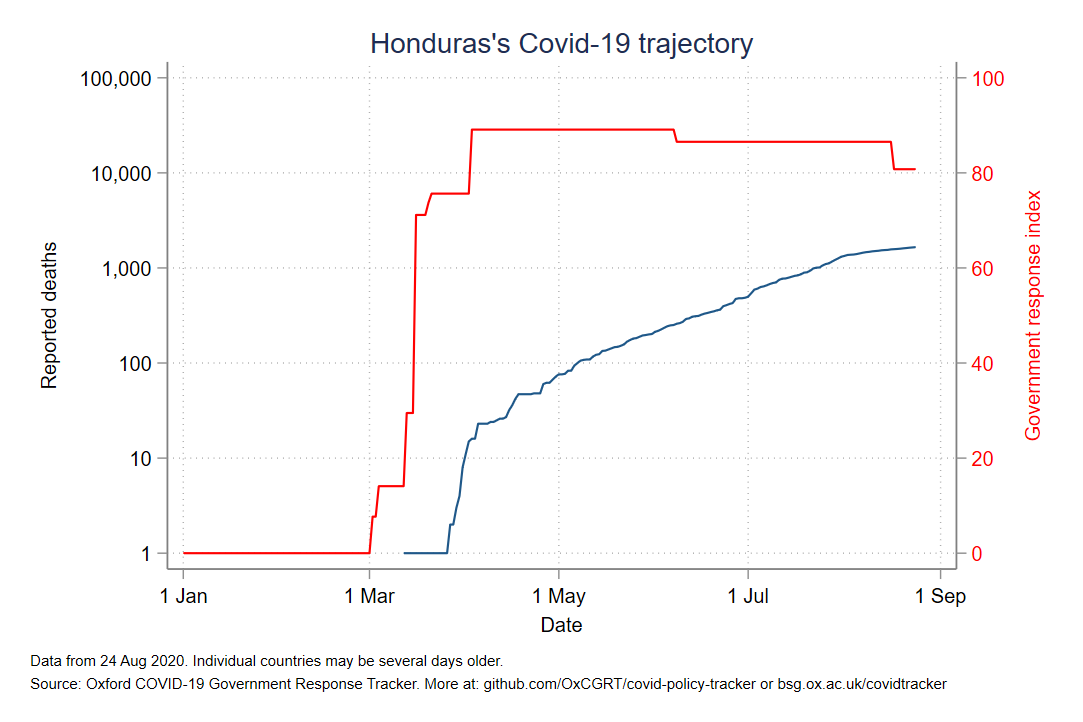 Honduras's Covid-19 trajectory
100,000
10,000
1,000
100
10
1
Reported deaths
100
80
60
40
20
0
Government response index
1 Jan
1 Mar
1 May
1 Jul
1 Sep
Date
Data from 24 Aug 2020. Individual countries may be several days older.
Source: Oxford COVID-19 Government Response Tracker. More at: github.com/OxCGRT/covid-policy-tracker or bsg.ox.ac.uk/covidtracker